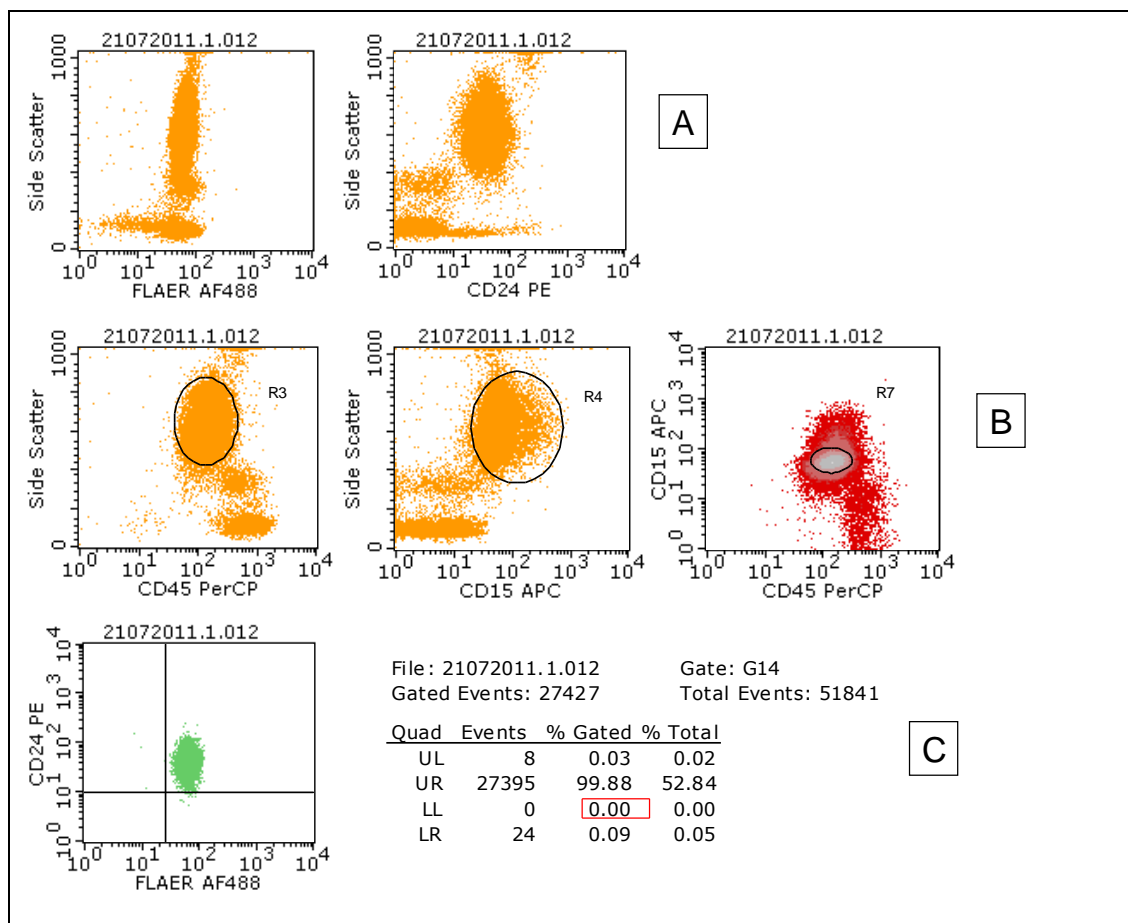 21072011.1.012 21072011.1.012
1000 1000
Side Scatter Side Scatter
0 0
10^0 10^1 10^2 10^3 10^4 10^0 10^1 10^2 10^3 10^4
FLAER AF488 CD24 PE
A
21072011.1.012 21072011.1.012 21072011.1.012
1000 1000 10^4
R3 R4 R7
10^3
Side Scatter Side Scatter CD15 APC
10^2
10^1
0 0 10^0
B
10^0 10^1 10^2 10^3 10^4 10^0 10^1 10^2 10^3 10^4 10^0 10^1 10^2 10^3 10^4
CD45 PerCP CD15 APC CD45 PerCP
21072011.1.012
10^4
10^3
CD24 PE
10^2
10^1
10^0
10^0 10^1 10^2 10^3 10^4
FLAER AF488
File: 21072011.1.012 Gate: G14
Gated Events: 27427 Total Events: 51841
Quad Events % Gated % Total
UL 8 0.03 0.02
UR 27395 99.88 52.84
LL 0 0.00 0.00
LR 24 0.09 0.05
C